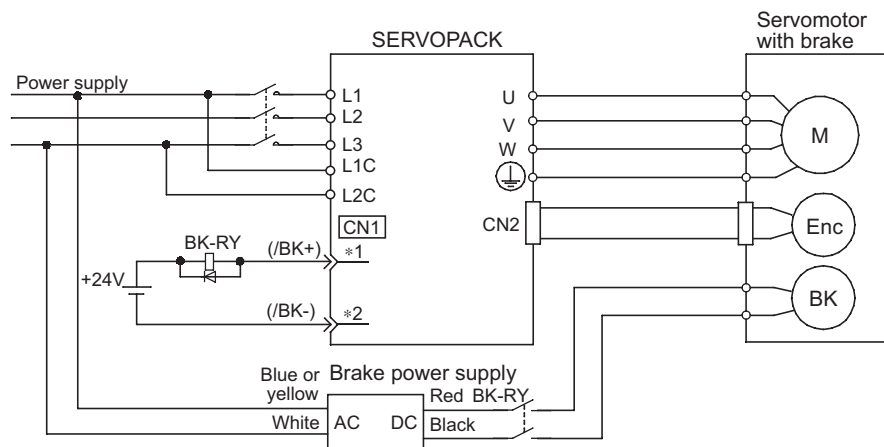 Servomotor
with brake
SERVOPACK
Power supply
L1
L2
L3
L1C
L2C
U
V
W
M
CN1
CN2
Enc
BK-RY
(/BK+)
*1
+24V
(/BK-)
*2
BK
Brake power supply
Blue or
yellow
White
AC
DC
Red
BK-RY
Black